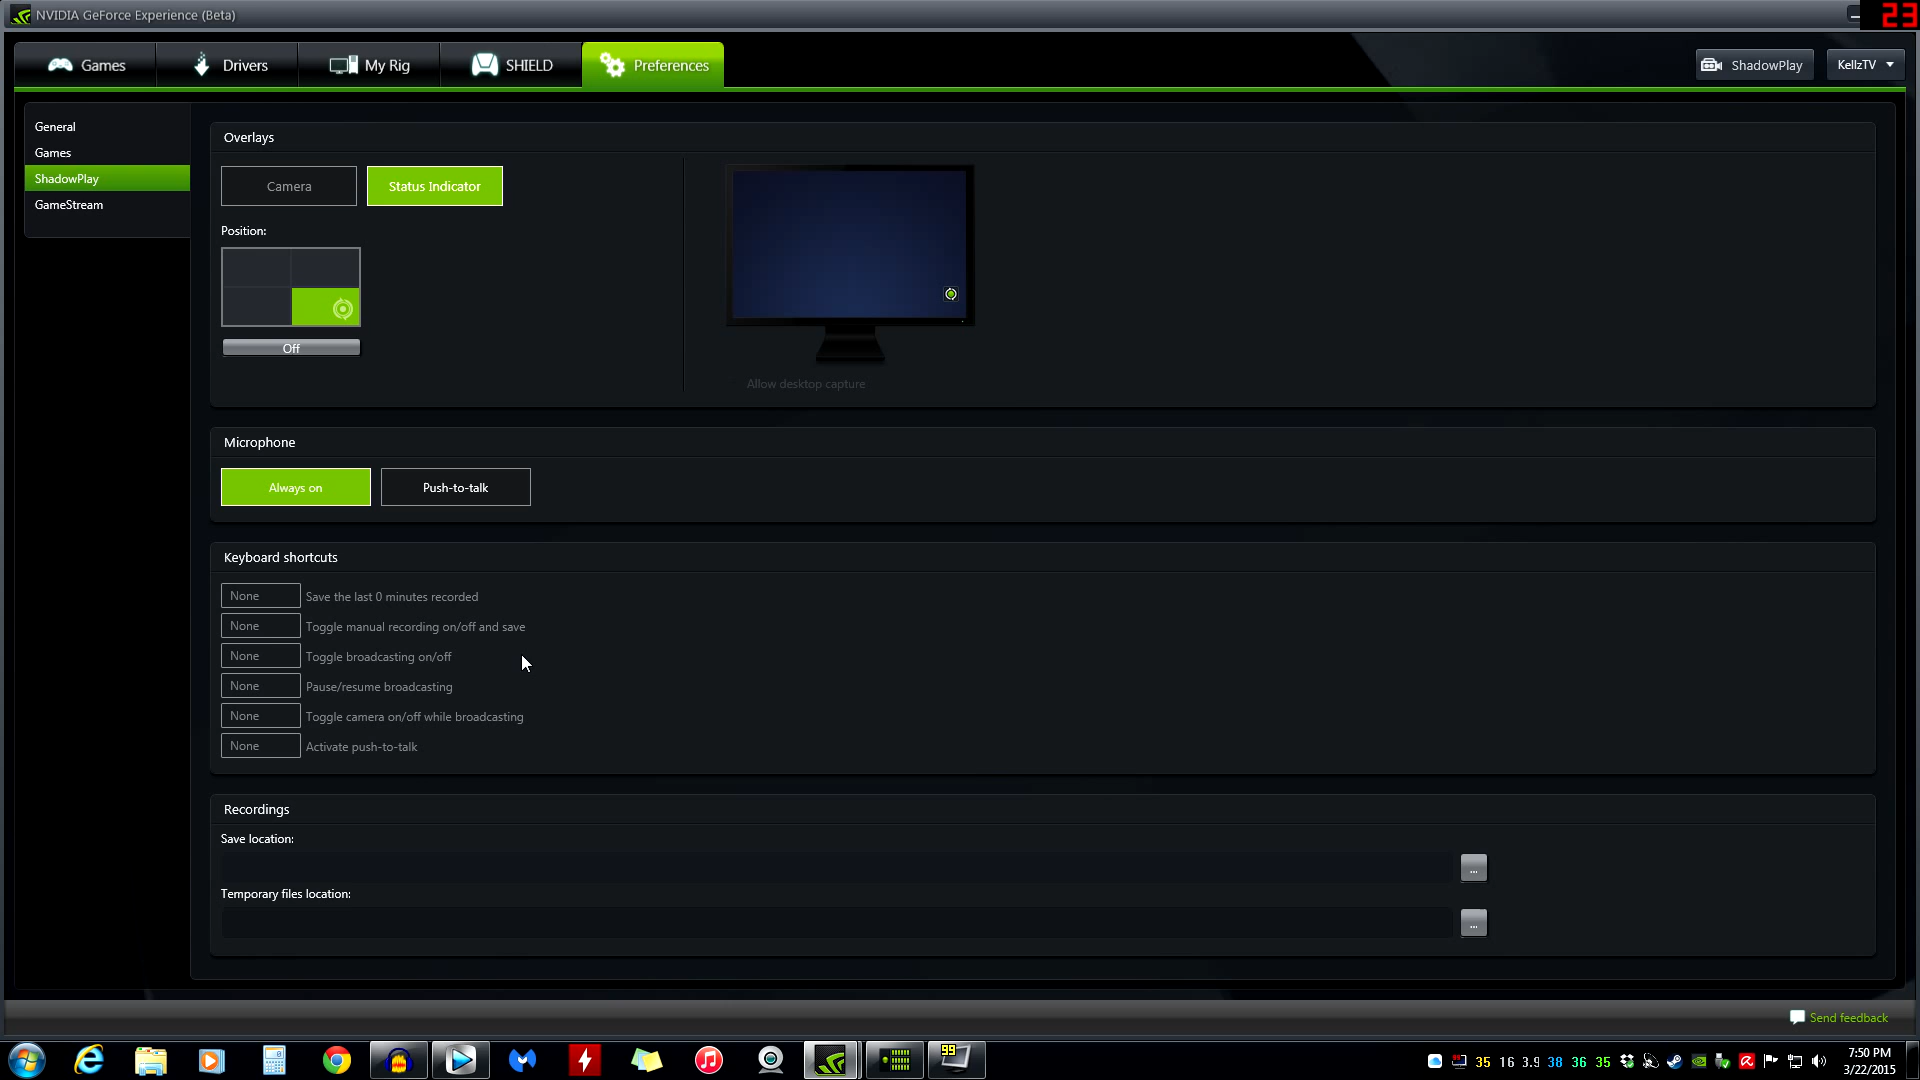 NVIDIA GeForce Experience (Beta)
23
Games
Drivers
My Rig
SHIELD
Preferences
ShadowPlay
KellzTV
General
Games
ShadowPlay
GameStream
Overlays
Camera
Status Indicator
Position:
Off
Allow desktop capture
Microphone
Always on
Push-to-talk
Keyboard shortcuts
None Save the last 0 minutes recorded
None Toggle manual recording on/off and save
None Toggle broadcasting on/off
None Pause/resume broadcasting
None Toggle camera on/off while broadcasting
None Activate push-to-talk
Recordings
Save location:
...
Temporary files location:
...
Send feedback
99
35 16 3.9 38 36 35
7:50 PM
3/22/2015